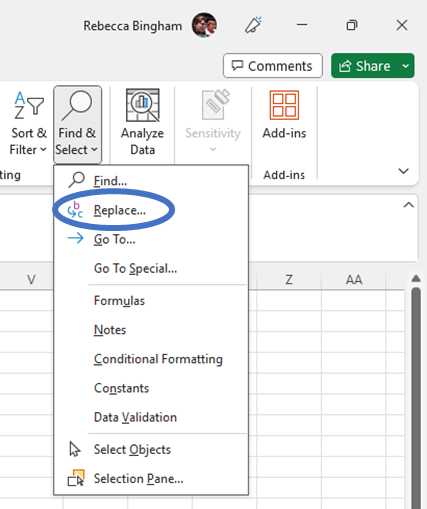 Rebecca Bingham
Comments
Share
Sort &
Filter
Find &
Select
Analyze
Data
Sensitivity
Add-ins
ting
Add-ins
Find...
Replace...
Go To...
Go To Special...
Formulas
Notes
Conditional Formatting
Constants
Data Validation
Select Objects
Selection Pane...
V
Z
AA